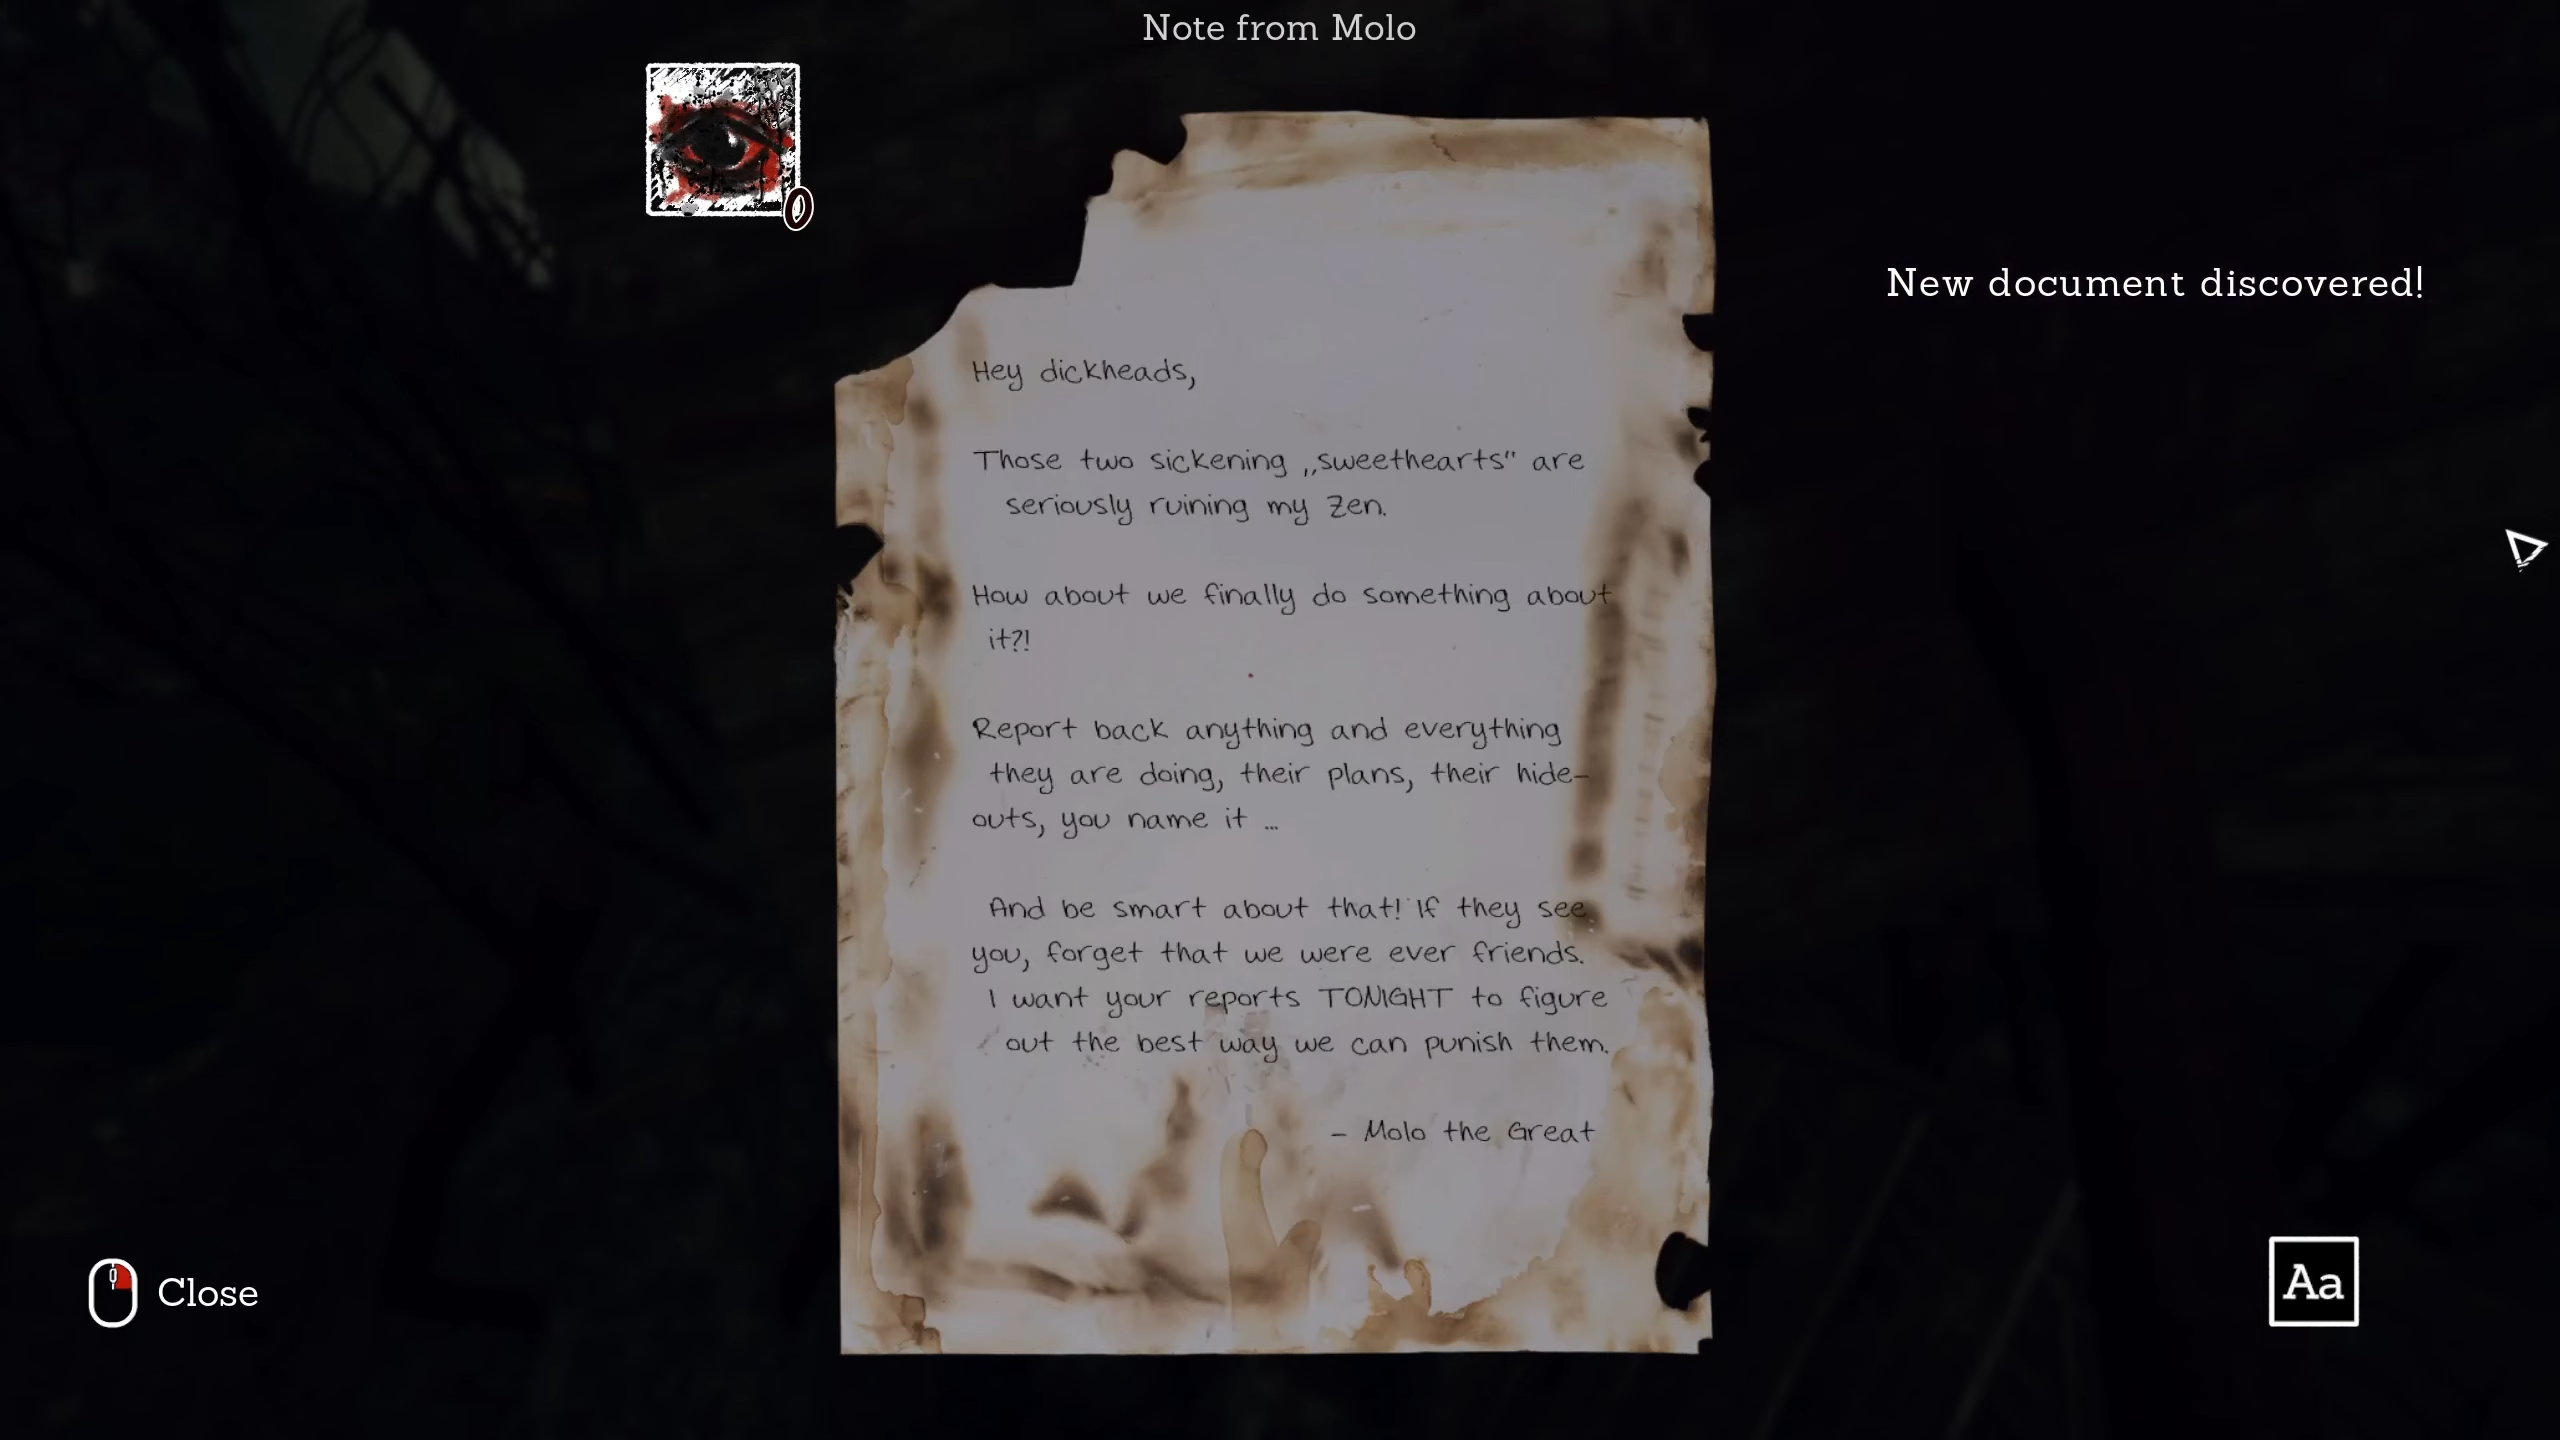 Note from Molo
0
New document discovered!
Hey dickheads,
Those two sickening „sweethearts" are
seriously ruining my Zen.
How about we finally do something about
it?!
Report back anything and everything
they are doing, their plans, their hide-
outs, you name it ...
And be smart about that! If they see
you, forget that we were ever friends.
I want your reports TONIGHT to figure
out the best way we can punish them.
- Molo the Great
Close
Aa